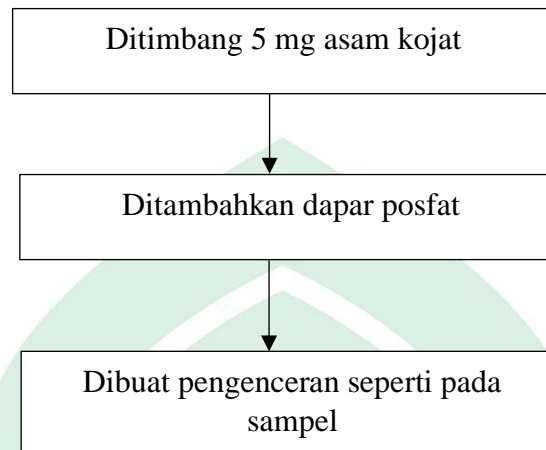 Ditimbang 5 mg asam kojat
Ditambahkan dapar posfat
Dibuat pengenceran seperti pada
sampel